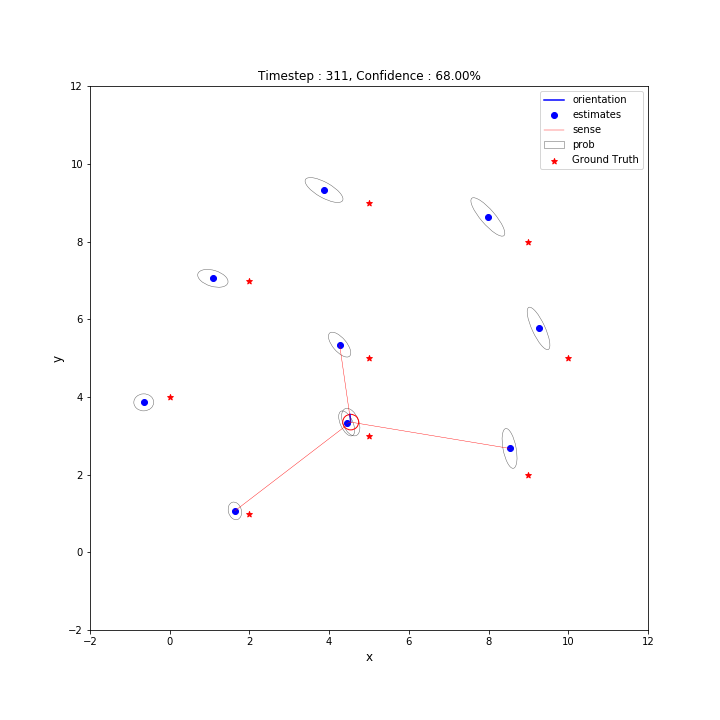 Timestep : 311, Confidence : 68.00%
orientation
estimates
sense
prob
Ground Truth
12
10
8
6
4
2
0
−2
y
−2 0 2 4 6 8 10 12
x